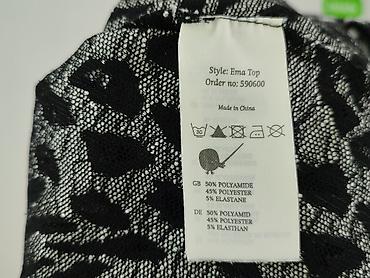 Style: Ema Top
Order no: 590600
Made in China
30
GB 50% POLYAMIDE
45% POLYESTER
5% ELASTANE
DE 50% POLYAMID
45% POLYESTER
5% ELASTHAN